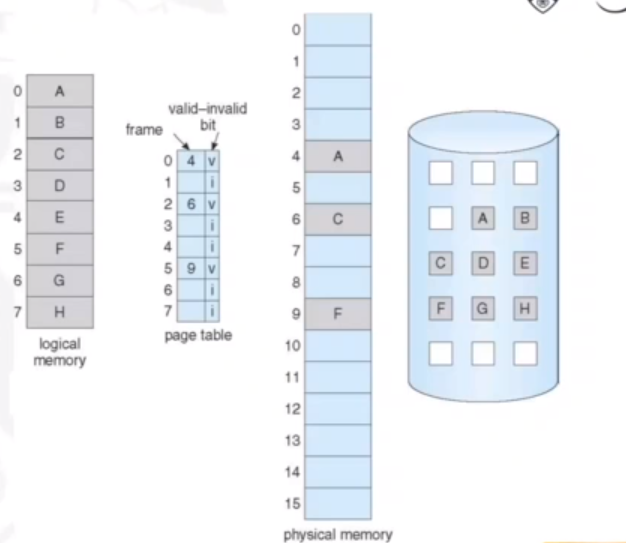 0 A
1 B
2 C
3 D
4 E
5 F
6 G
7 H
logical
memory
valid–invalid
bit
frame
0 4 v
1 i
2 6 v
3 i
4 i
5 9 v
6 i
7 i
page table
0
1
2
3
4 A
5
6 C
7
8
9 F
10
11
12
13
14
15
physical memory
A B
C D E
F G H